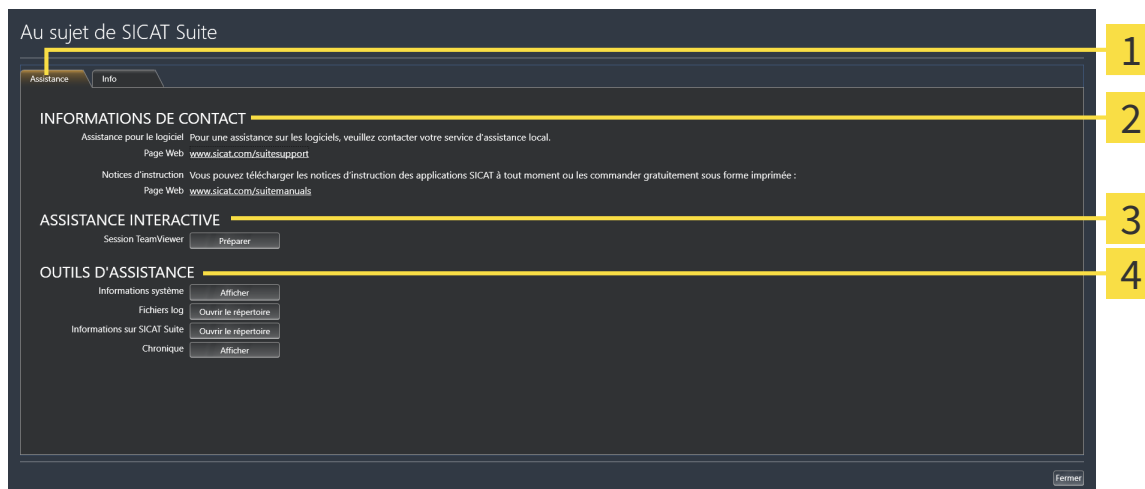 Au sujet de SICAT Suite
1
Assistance
Info
INFORMATIONS DE CONTACT
2
Assistance pour le logiciel Pour une assistance sur les logiciels, veuillez contacter votre service d'assistance local.
Page Web www.sicat.com/suitesupport
Notices d'instruction Vous pouvez télécharger les notices d'instruction des applications SICAT à tout moment ou les commander gratuitement sous forme imprimée :
Page Web www.sicat.com/suitemanuals
ASSISTANCE INTERACTIVE
3
Session TeamViewer Préparer
OUTILS D'ASSISTANCE
4
Informations système Afficher
Fichiers log Ouvrir le répertoire
Informations sur SICAT Suite Ouvrir le répertoire
Chronique Afficher
Fermer